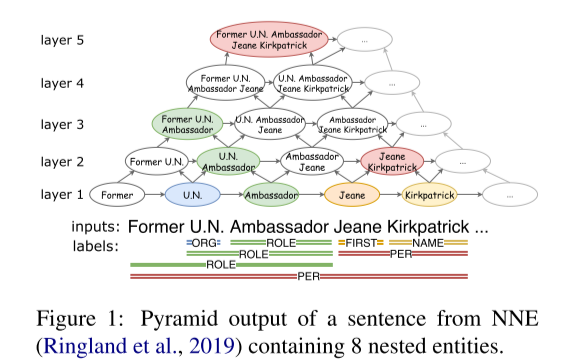 layer 5
Former U.N. Ambassador
Jeane Kirkpatrick
...
layer 4
Former U.N.
Ambassador Jeane
U.N. Ambassador
Jeane Kirkpatrick
...
layer 3
Former U.N.
Ambassador
U.N. Ambassador
Jeane
Ambassador
Jeane Kirkpatrick
...
layer 2
Former U.N.
U.N.
Ambassador
Ambassador
Jeane
Jeane
Kirkpatrick
...
layer 1
Former
U.N.
Ambassador
Jeane
Kirkpatrick
...
inputs: Former U.N. Ambassador Jeane Kirkpatrick ...
labels:
ORG ROLE FIRST NAME
ROLE PER
ROLE
PER
Figure 1: Pyramid output of a sentence from NNE
(Ringland et al., 2019) containing 8 nested entities.